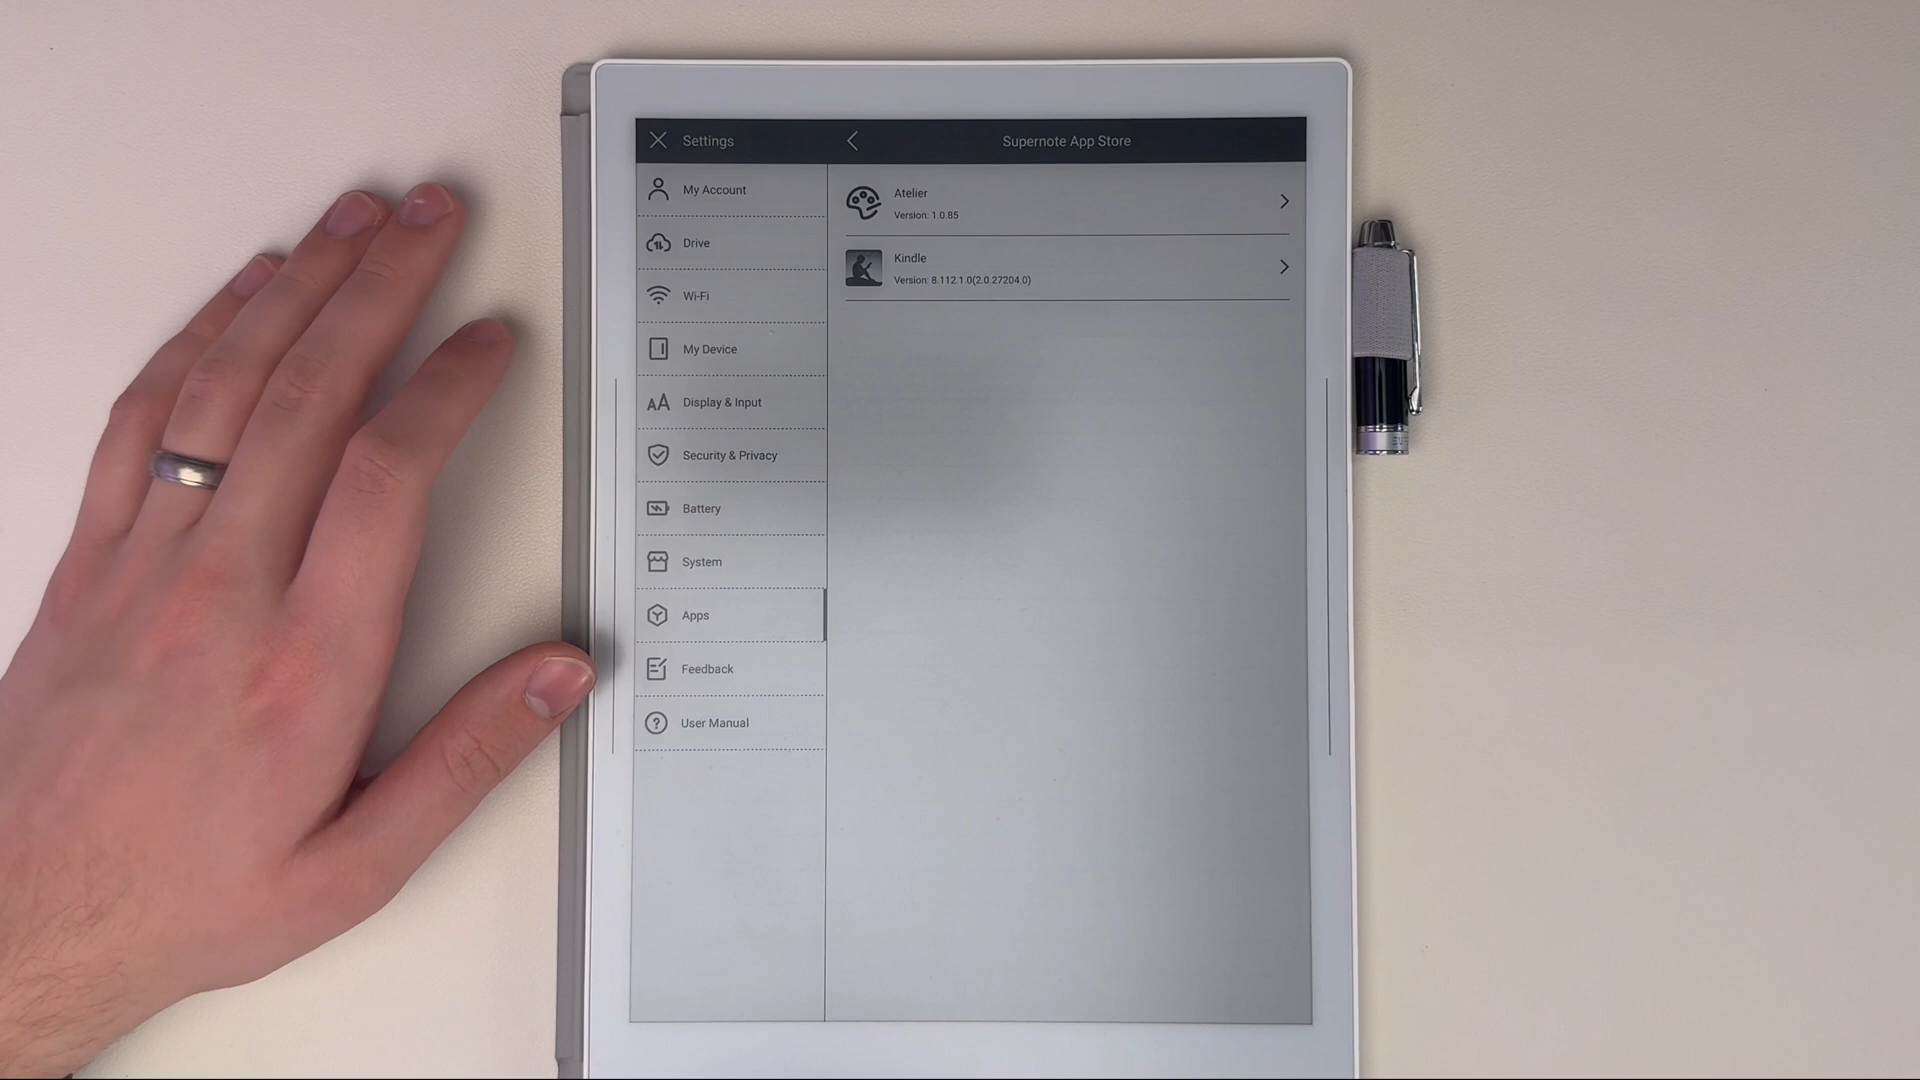 Settings
Supernote App Store
My Account
Drive
Wi-Fi
My Device
Display & Input
Security & Privacy
Battery
System
Apps
Feedback
User Manual
Atelier
Version: 1.0.85
Kindle
Version: 8.112.1.0(2.0.27204.0)